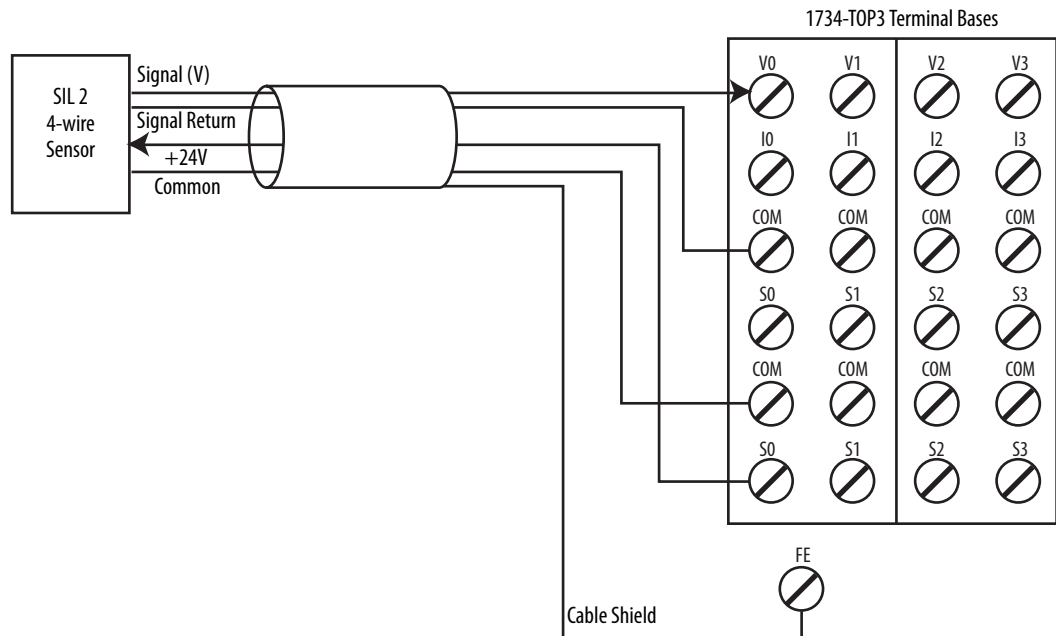 1734-TOP3 Terminal Bases
SIL 2
4-wire
Sensor
Signal (V)
Signal Return
+24V
Common
V0 V1 V2 V3
I0 I1 I2 I3
COM COM COM COM
S0 S1 S2 S3
COM COM COM COM
S0 S1 S2 S3
FE
Cable Shield